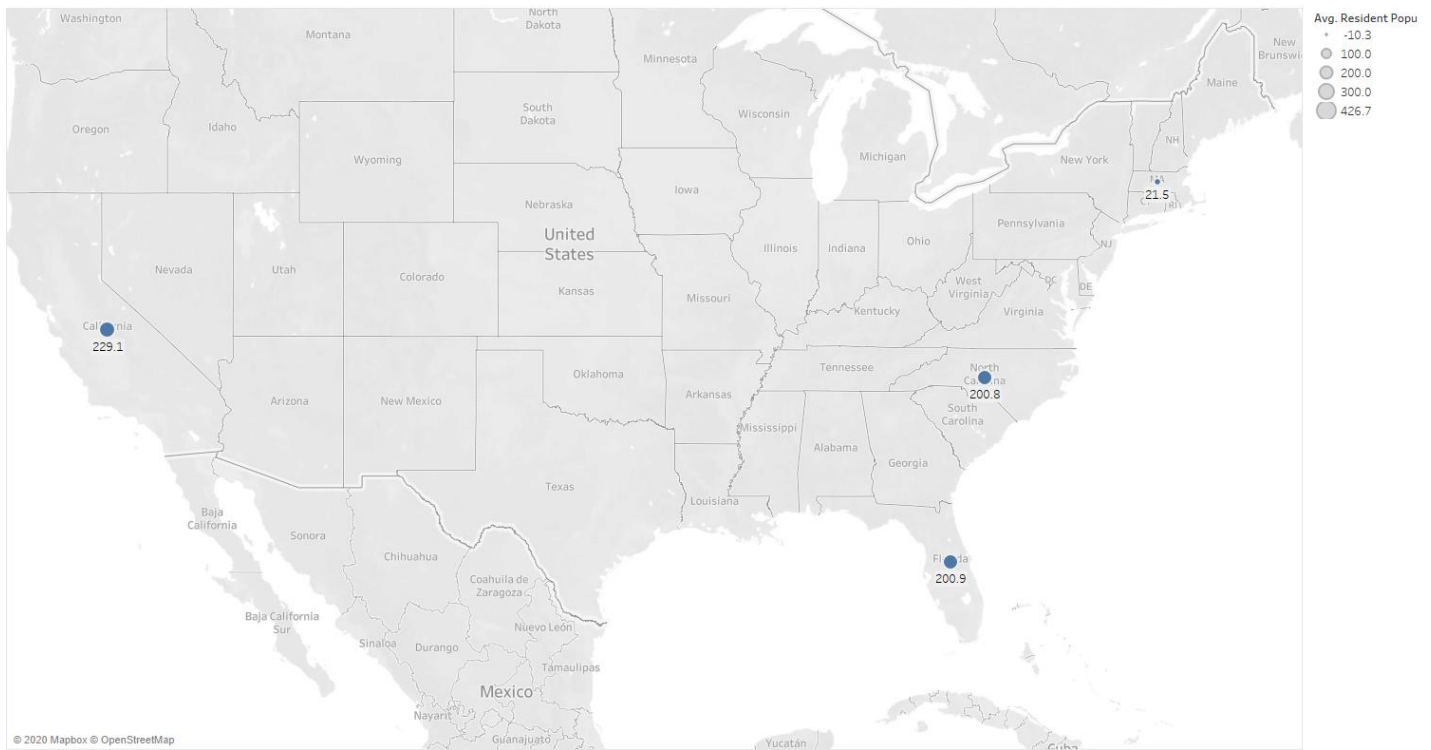 Washington
Montana
North
Dakota
Minnesota
New
Brunswi
Maine
Avg. Resident Popu
-10.3
100.0
200.0
300.0
426.7
Oregon
Idaho
South
Dakota
Wisconsin
Wyoming
Michigan
New York
NH
MA
21.5
Iowa
Nebraska
United
States
Pennsylvania
NJ
Illinois
Indiana
Ohio
Nevada
Utah
Colorado
Kansas
Missouri
West
Virginia
DC
DE
Virginia
Kentucky
California
229.1
Arizona
New Mexico
Oklahoma
Arkansas
Tennessee
North
Carolina
200.8
South
Carolina
Mississippi
Alabama
Georgia
Texas
Louisiana
Florida
200.9
Baja
California
Sonora
Chihuahua
Coahuila de
Zaragoza
Baja California
Sur
Nuevo León
Sinaloa
Durango
Tamaulipas
Mexico
Nayarit
Guanajuato
Yucatán
Cuba
© 2020 Mapbox © OpenStreetMap